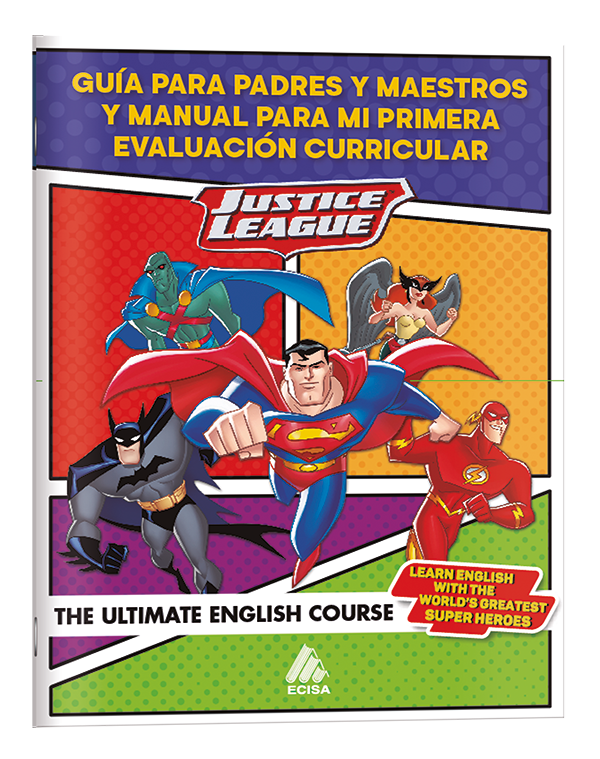 GUÍA PARA PADRES Y MAESTROS
Y MANUAL PARA MI PRIMERA
EVALUACIÓN CURRICULAR
JUSTICE
LEAGUE
THE ULTIMATE ENGLISH COURSE
LEARN ENGLISH
WITH THE
WORLD'S GREATEST
SUPER HEROES
ECISA